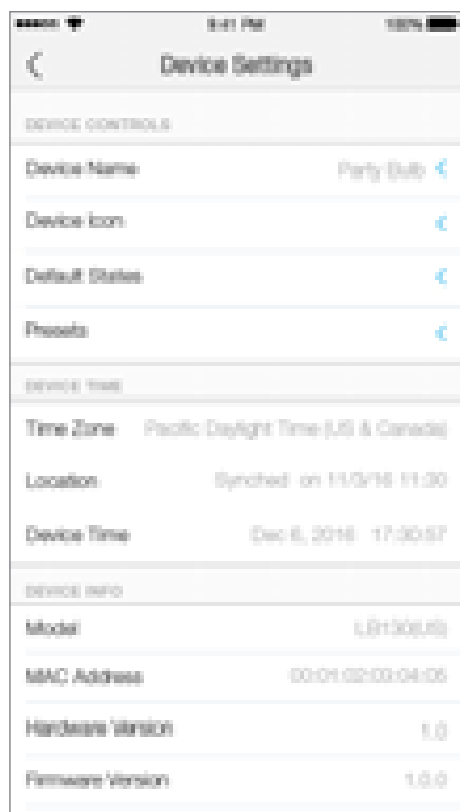 9:41 PM 100%
Device Settings
DEVICE CONTROLS
Device Name Party Bulb
Device Icon
Default States
Presets
DEVICE TIME
Time Zone Pacific Daylight Time (US & Canada)
Location Synched on 11/3/16 11:30
Device Time Dec 6, 2016 17:30:57
DEVICE INFO
Model LB130(US)
MAC Address 00:01:02:03:04:05
Hardware Version 1.0
Firmware Version 1.0.0